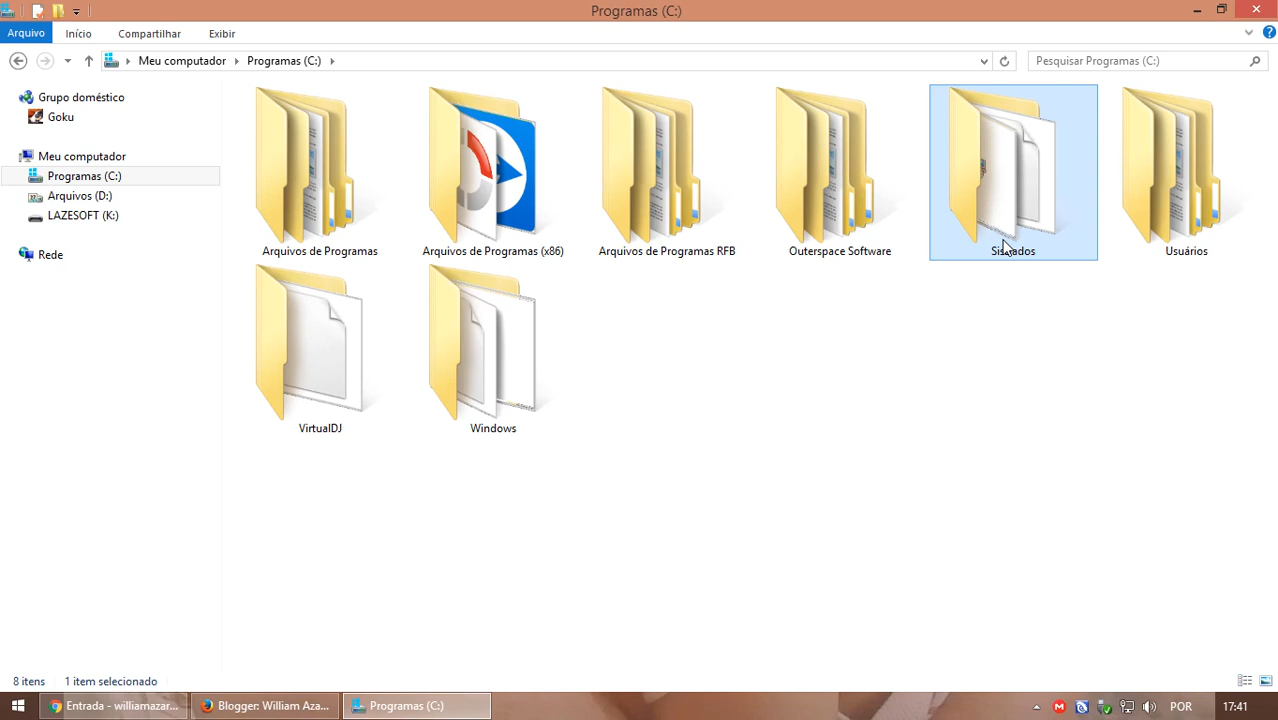 Programas (C:)
Arquivo Início Compartilhar Exibir
Meu computador Programas (C:) Pesquisar Programas (C:)
Grupo doméstico
Goku
Meu computador
Programas (C:)
Arquivos (D:)
LAZESOFT (K:)
Rede
Arquivos de Programas Arquivos de Programas (x86) Arquivos de Programas RFB Outerspace Software Usuários
VirtualDJ Windows
8 itens 1 item selecionado
Entrada - williamazar... Blogger: William Aza... Programas (C:) POR 17:41